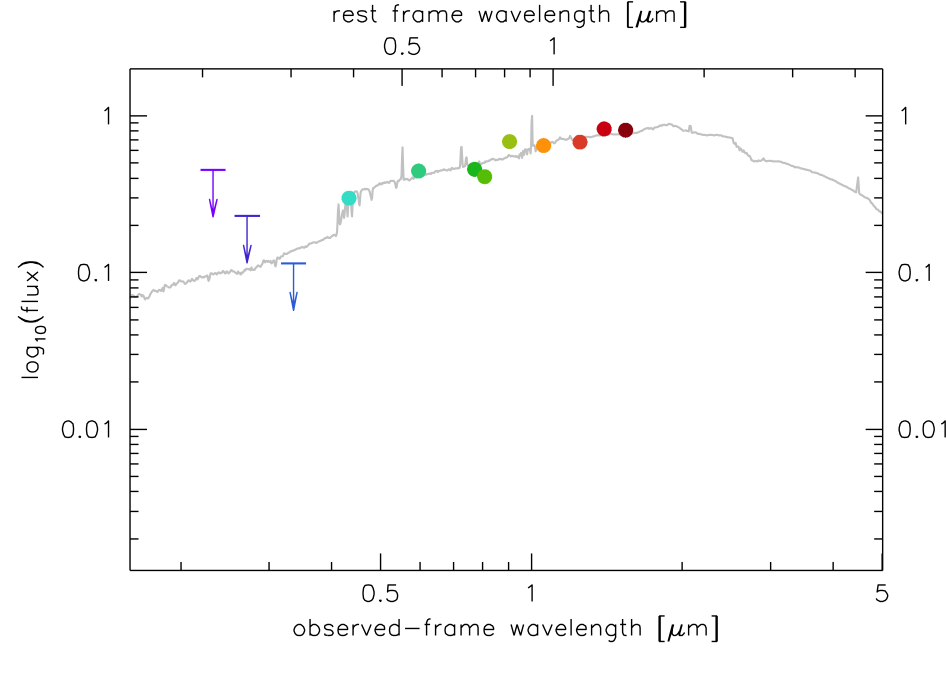 rest frame wavelength [μm]
0.5 1
1 1
0.1 0.1
0.01 0.01
log10(flux)
0.5 1 5
observed-frame wavelength [μm]